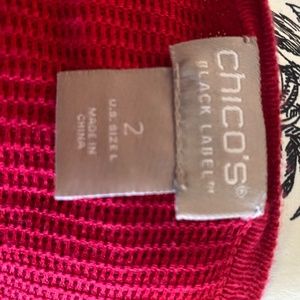 chico's®
BLACK LABEL™
2
U.S. SIZE L
MADE IN
CHINA